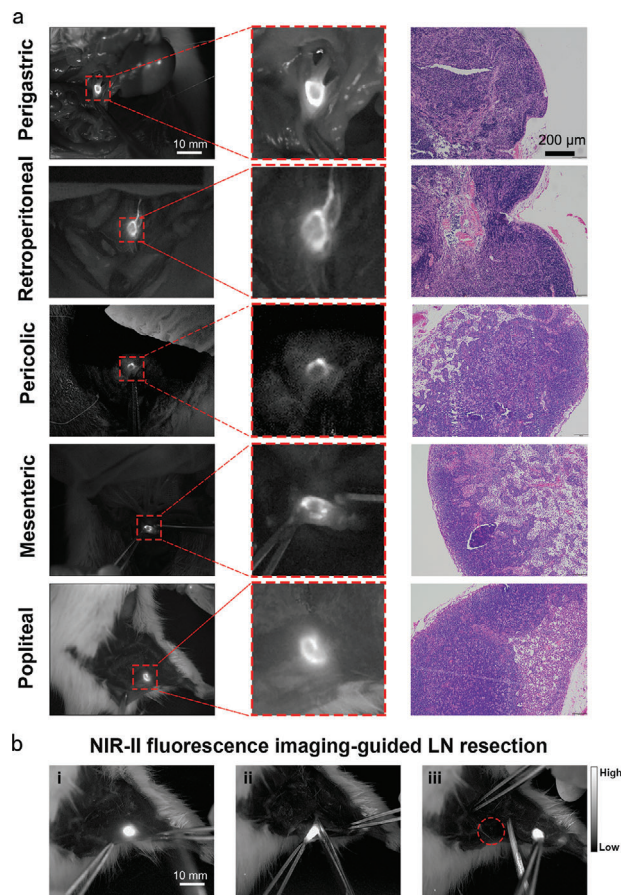 a
Perigastric
10 mm
200 μm
Retroperitoneal
Pericolic
Mesenteric
Popliteal
b
NIR-II fluorescence imaging-guided LN resection
i
ii
iii
High
10 mm
Low